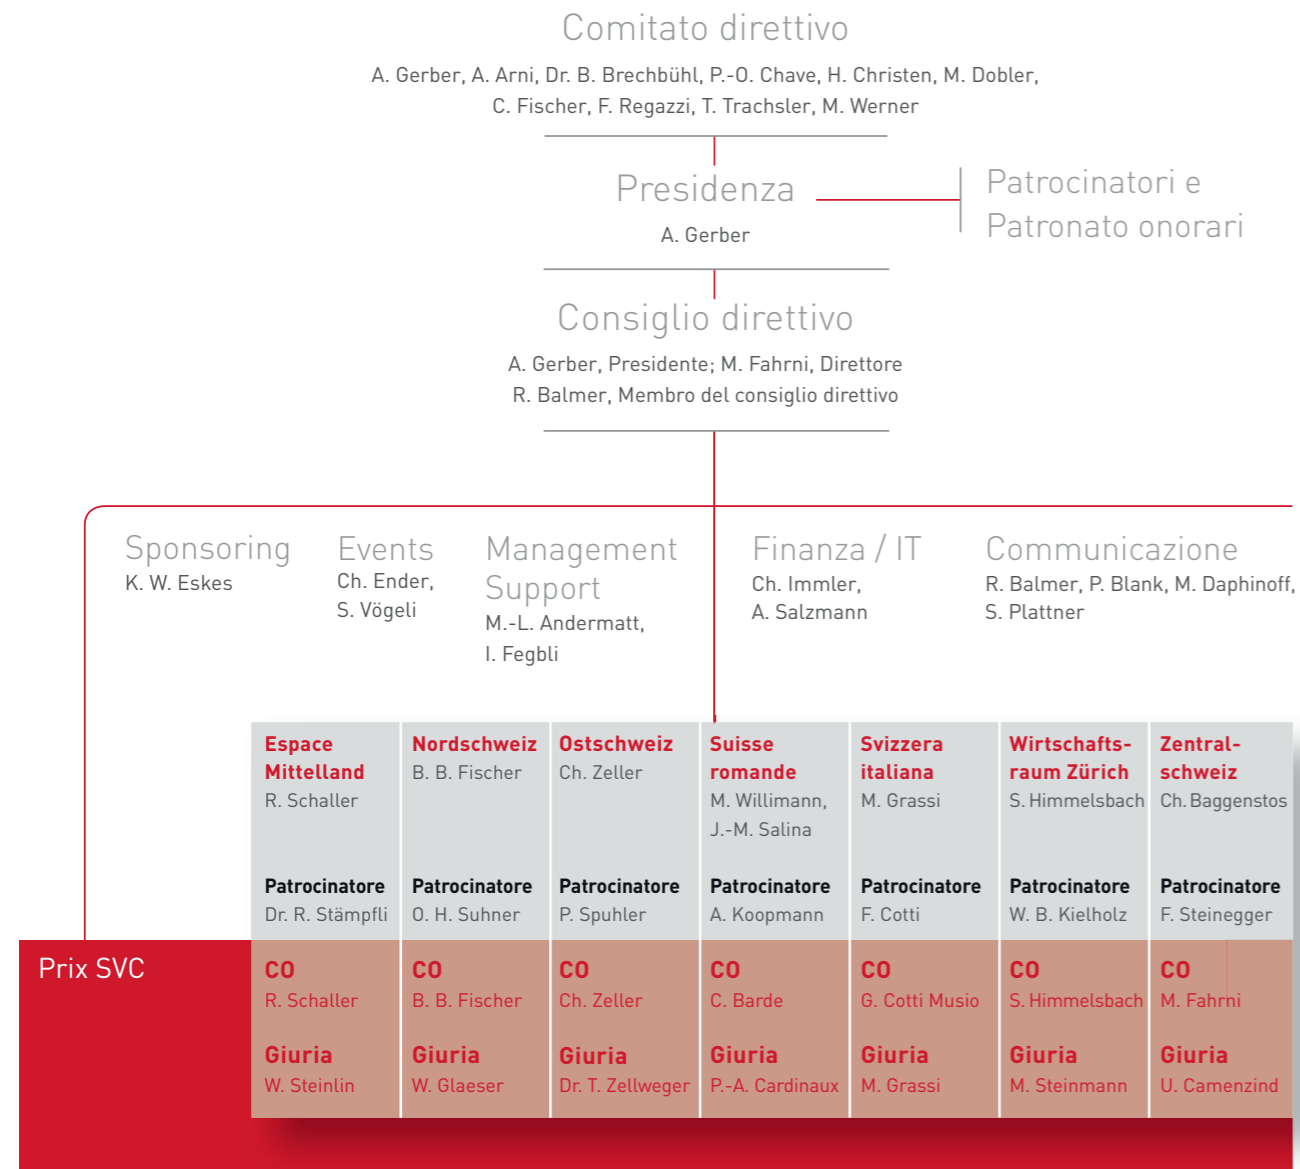 Comitato direttivo
A. Gerber, A. Arni, Dr. B. Brechbühl, P.-O. Chave, H. Christen, M. Dobler,
C. Fischer, F. Regazzi, T. Trachsler, M. Werner
Presidenza
A. Gerber
Patrocinatori e
Patronato onorari
Consiglio direttivo
A. Gerber, Presidente; M. Fahrni, Direttore
R. Balmer, Membro del consiglio direttivo
Sponsoring
K. W. Eskes
Events
Ch. Ender,
S. Vögeli
Management
Support
M.-L. Andermatt,
I. Fegbli
Finanza / IT
Ch. Immler,
A. Salzmann
Communicazione
R. Balmer, P. Blank, M. Daphinoff,
S. Plattner
Espace
Mittelland
R. Schaller
Patrocinatore
Dr. R. Stämpfli
Nordschweiz
B. B. Fischer
Patrocinatore
O. H. Suhner
Ostschweiz
Ch. Zeller
Patrocinatore
P. Spuhler
Suisse
romande
M. Willimann,
J.-M. Salina
Patrocinatore
A. Koopmann
Svizzera
italiana
M. Grassi
Patrocinatore
F. Cotti
Wirtschafts-
raum Zürich
S. Himmelsbach
Patrocinatore
W. B. Kielholz
Zentral-
schweiz
Ch. Baggenstos
Patrocinatore
F. Steinegger
Prix SVC
CO
R. Schaller
Giuria
W. Steinlin
CO
B. B. Fischer
Giuria
W. Glaeser
CO
Ch. Zeller
Giuria
Dr. T. Zellweger
CO
C. Barde
Giuria
P.-A. Cardinaux
CO
G. Cotti Musio
Giuria
M. Grassi
CO
S. Himmelsbach
Giuria
M. Steinmann
CO
M. Fahrni
Giuria
U. Camenzind